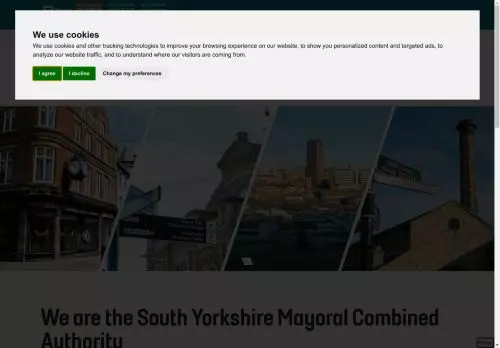 We use cookies
We use cookies and other tracking technologies to improve your browsing experience on our website, to show you personalized content and targeted ads, to
analyze our website traffic, and to understand where our visitors are coming from.
I agree
I decline
Change my preferences
We are the South Yorkshire Mayoral Combined
Authority